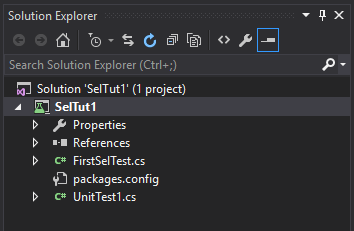 Solution Explorer
Search Solution Explorer (Ctrl+;)
Solution 'SelTut1' (1 project)
SelTut1
Properties
References
C# FirstSelTest.cs
packages.config
C# UnitTest1.cs